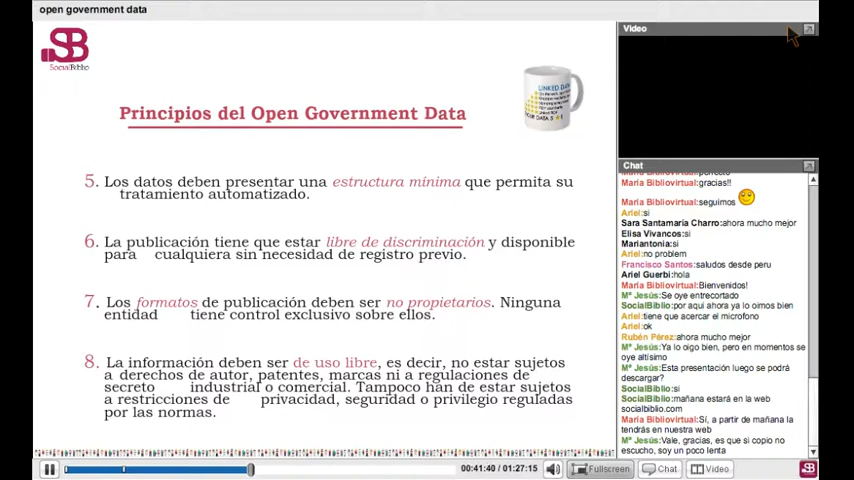 open government data
SB
SocialBiblio
LINKED DATA
Principios del Open Government Data
5. Los datos deben presentar una estructura mínima que permita su
tratamiento automatizado.
6. La publicación tiene que estar libre de discriminación y disponible
para cualquiera sin necesidad de registro previo.
7. Los formatos de publicación deben ser no propietarios. Ninguna
entidad tiene control exclusivo sobre ellos.
8. La información deben ser de uso libre, es decir, no estar sujetos
a derechos de autor, patentes, marcas ni a regulaciones de
secreto industrial o comercial. Tampoco han de estar sujetos
a restricciones de privacidad, seguridad o privilegio reguladas
por las normas.
Video
Chat
María Bibliovirtual:perfecto
María Bibliovirtual:gracias!!
María Bibliovirtual:seguimos
Ariel:si
Sara Santamaría Charro:ahora mucho mejor
Elisa Vivancos:si
Mariantonia:si
Ariel:no problem
Francisco Santos:saludos desde peru
Ariel Guerbi:hola
María Bibliovirtual:Bienvenidos!
Mª Jesús:Se oye entrecortado
SocialBiblio:por aqui ahora ya lo oimos bien
Ariel:tiene que acercar el microfono
Ariel:ok
Rubén Pérez:ahora mucho mejor
Mª Jesús:Ya lo oigo bien, pero en momentos se
oye altísimo
Mª Jesús:Esta presentación luego se podrá
descargar?
SocialBiblio:si
SocialBiblio:mañana estará en la web
socialbiblio.com
María Bibliovirtual:Sí, a partir de mañana la
tendrás en nuestra web
Mª Jesús:Vale, gracias, es que si copio no
escucho, soy un poco lenta
00:41:40 / 01:27:15
Fullscreen
Chat
Video